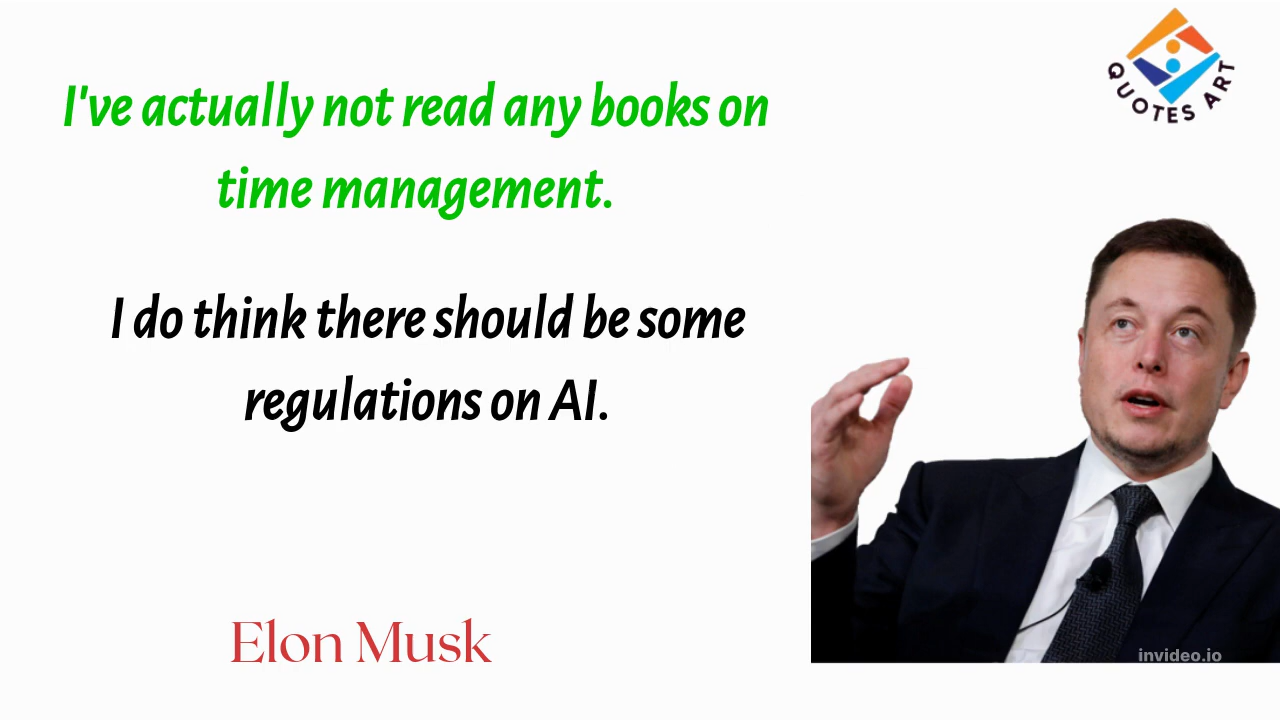 QUOTES ART
I've actually not read any books on
time management.
I do think there should be some
regulations on AI.
Elon Musk
invideo.io